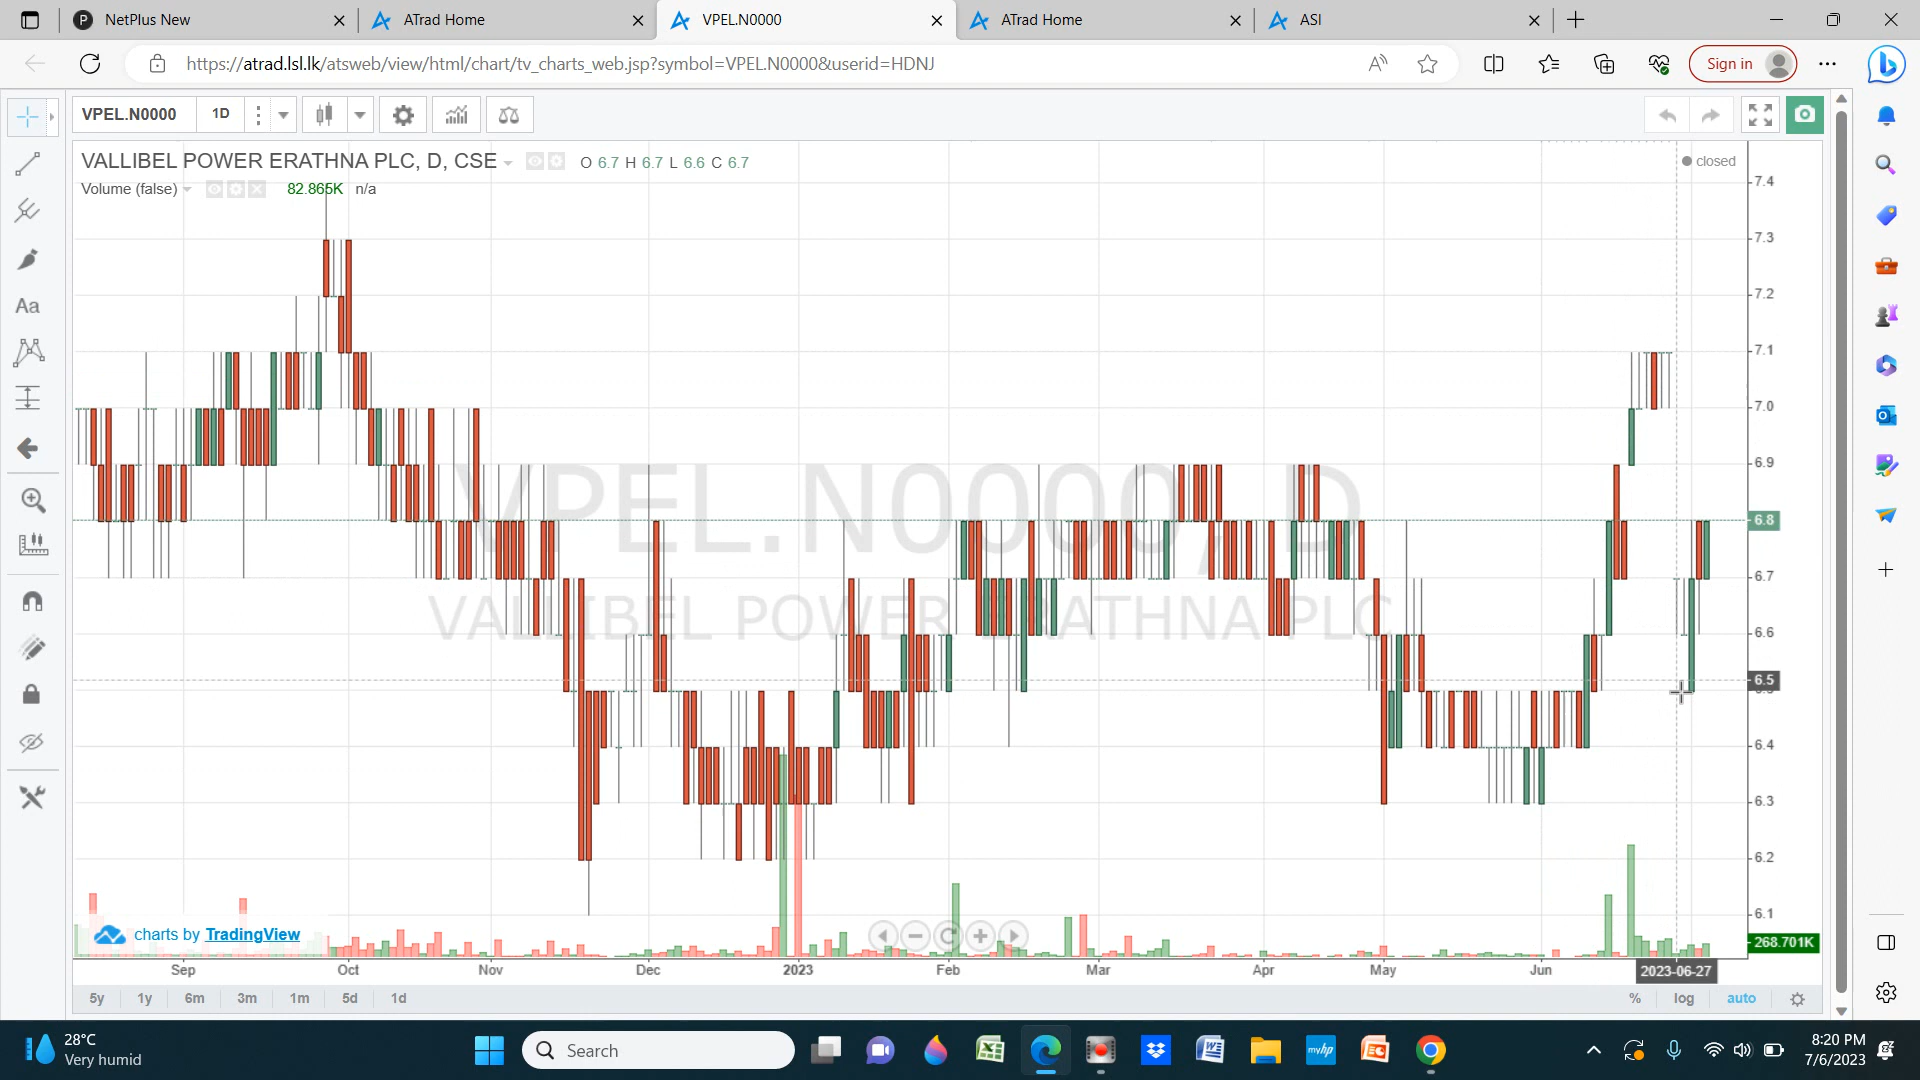 NetPlus New
ATrad Home
VPEL.N0000
ATrad Home
ASI
https://atrad.lsl.lk/atsweb/view/html/chart/tv_charts_web.jsp?symbol=VPEL.N0000&userid=HDNJ
Sign in
VPEL.N0000 1D
VALLIBEL POWER ERATHNA PLC, D, CSE O 6.7 H 6.7 L 6.6 C 6.7
closed
Volume (false) 82.865K n/a
Aa
7.4
7.3
7.2
7.1
7.0
6.9
6.8
6.7
6.6
6.5
6.4
6.3
6.2
6.1
268.701K
VPEL.N0000, D
VALLIBEL POWER ERATHNA PLC
charts by TradingView
Sep Oct Nov Dec 2023 Feb Mar Apr May Jun 2023-06-27
5y 1y 6m 3m 1m 5d 1d % log auto
28°C
Very humid
Search
myhp
8:20 PM
7/6/2023